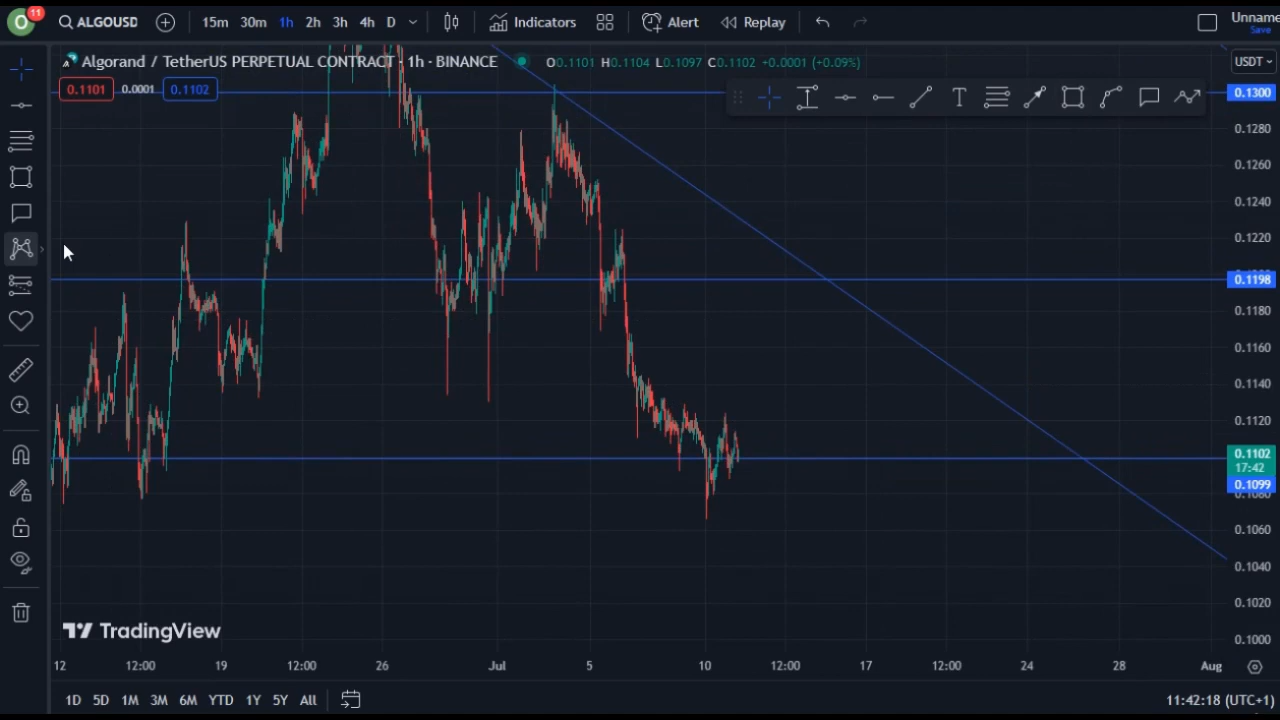 O 11 ALGOUSD 15m 30m 1h 2h 3h 4h D Indicators Alert Replay Unname
Save
Algorand / TetherUS PERPETUAL CONTRACT · 1h · BINANCE O0.1101 H0.1104 L0.1097 C0.1102 +0.0001 (+0.09%) USDT
0.1101 0.0001 0.1102
0.1300
T
0.1280
0.1260
0.1240
0.1220
0.1198
0.1180
0.1160
0.1140
0.1120
0.1102
17:42
0.1099
0.1080
0.1060
0.1040
0.1020
0.1000
TradingView
12 12:00 19 12:00 26 Jul 5 10 12:00 17 12:00 24 28 Aug
1D 5D 1M 3M 6M YTD 1Y 5Y All 11:42:18 (UTC+1)